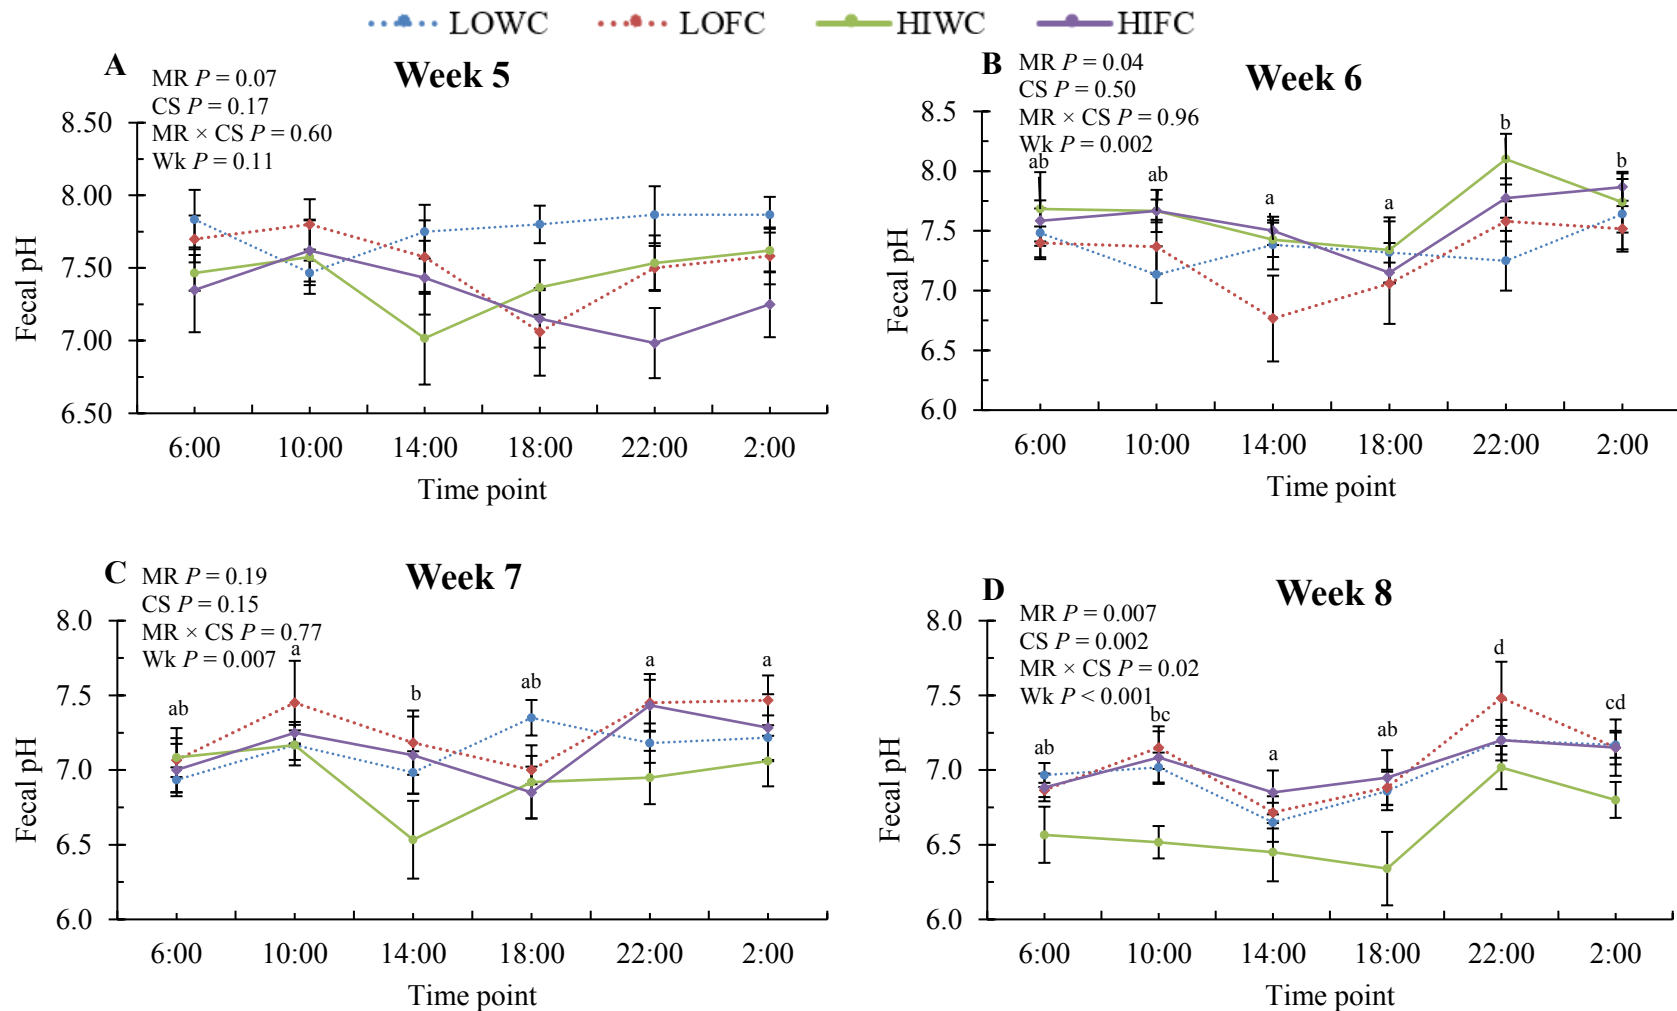 LOWC LOFC HIWC HIFC
A
Week 5
MR P = 0.07
CS P = 0.17
MR × CS P = 0.60
Wk P = 0.11
8.50
8.00
7.50
7.00
6.50
Fecal pH
6:00 10:00 14:00 18:00 22:00 2:00
Time point
B
Week 6
MR P = 0.04
CS P = 0.50
MR × CS P = 0.96
Wk P = 0.002
8.5
8.0
7.5
7.0
6.5
6.0
Fecal pH
ab ab a a b b
6:00 10:00 14:00 18:00 22:00 2:00
Time point
C
Week 7
MR P = 0.19
CS P = 0.15
MR × CS P = 0.77
Wk P = 0.007
8.0
7.5
7.0
6.5
6.0
Fecal pH
ab a b ab a a
6:00 10:00 14:00 18:00 22:00 2:00
Time point
D
Week 8
MR P = 0.007
CS P = 0.002
MR × CS P = 0.02
Wk P < 0.001
8.0
7.5
7.0
6.5
6.0
Fecal pH
ab bc a ab d cd
6:00 10:00 14:00 18:00 22:00 2:00
Time point